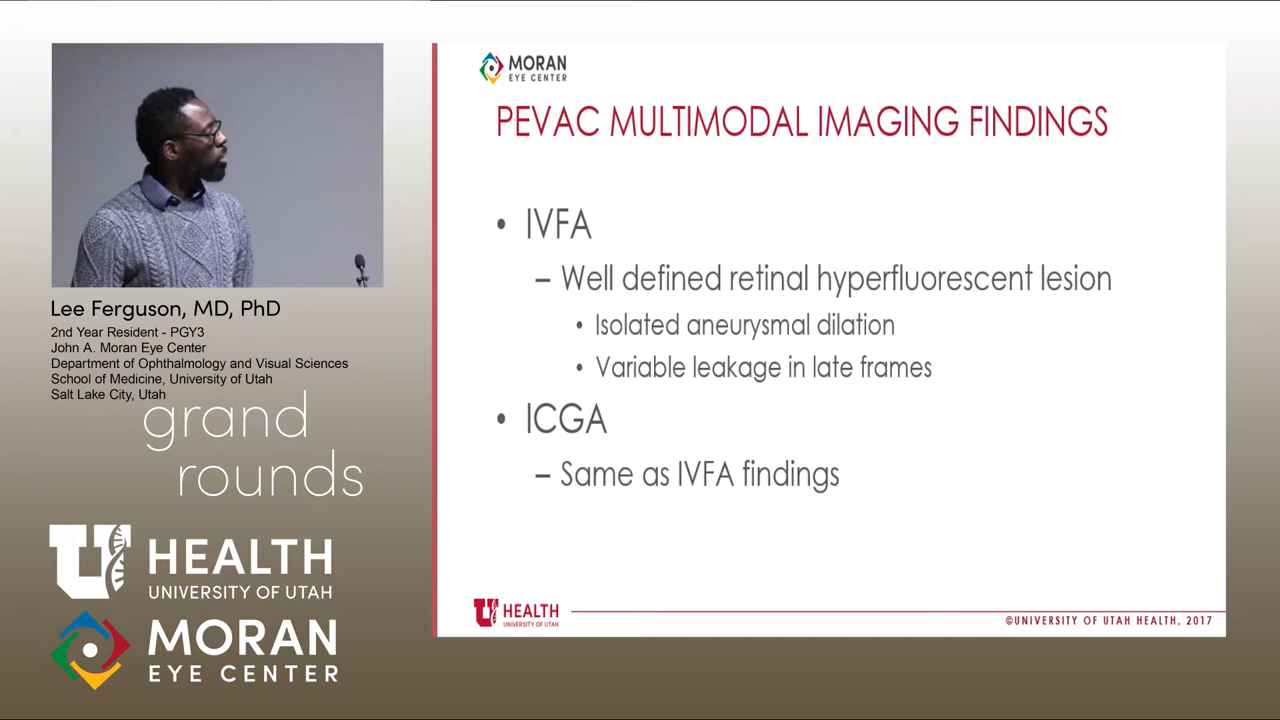 MORAN
EYE CENTER
PEVAC MULTIMODAL IMAGING FINDINGS
• IVFA
– Well defined retinal hyperfluorescent lesion
• Isolated aneurysmal dilation
• Variable leakage in late frames
• ICGA
– Same as IVFA findings
U HEALTH
UNIVERSITY OF UTAH
©UNIVERSITY OF UTAH HEALTH, 2017
Lee Ferguson, MD, PhD
2nd Year Resident - PGY3
John A. Moran Eye Center
Department of Ophthalmology and Visual Sciences
School of Medicine, University of Utah
Salt Lake City, Utah
grand
rounds
U HEALTH
UNIVERSITY OF UTAH
MORAN
EYE CENTER